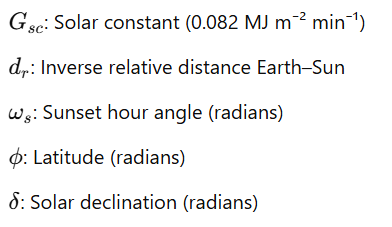 G_sc: Solar constant (0.082 MJ m⁻² min⁻¹)
d_r: Inverse relative distance Earth–Sun
ω_s: Sunset hour angle (radians)
ϕ: Latitude (radians)
δ: Solar declination (radians)